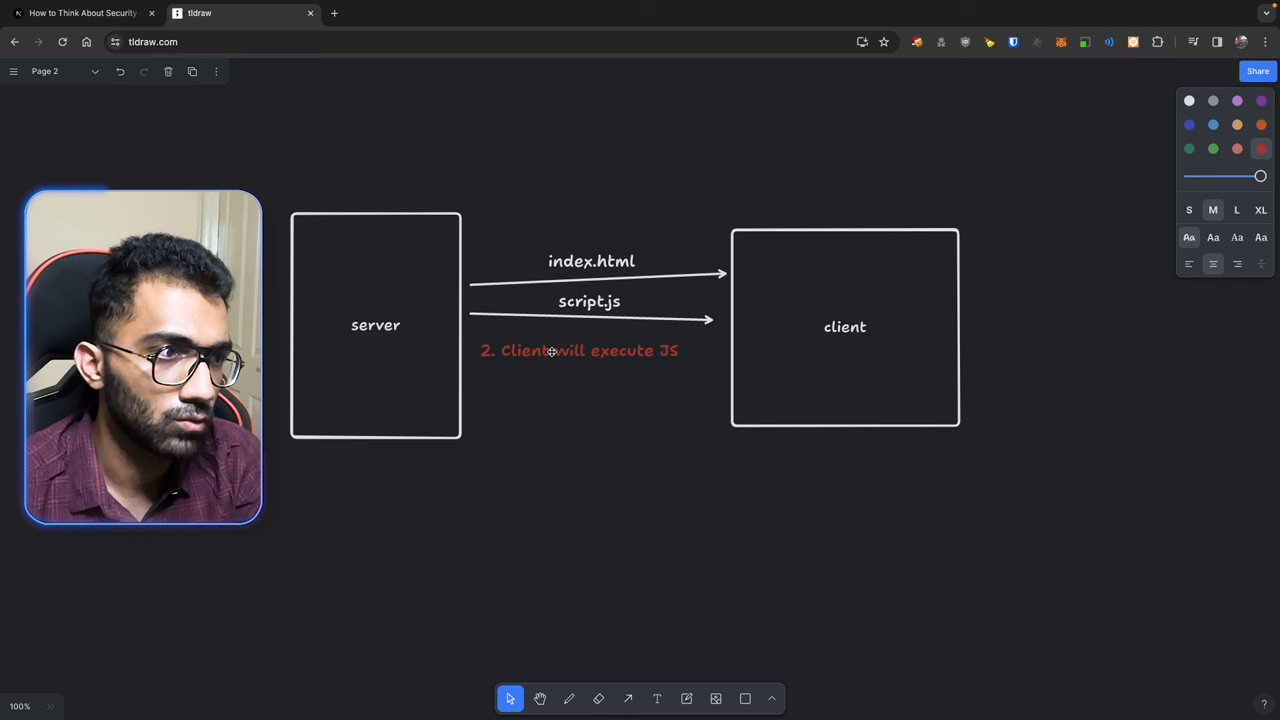 How to Think About Security
tldraw
tldraw.com
Page 2
Share
S M L XL
Aa Aa Aa Aa
index.html
script.js
server
client
2. Client will execute JS
T
100%
?